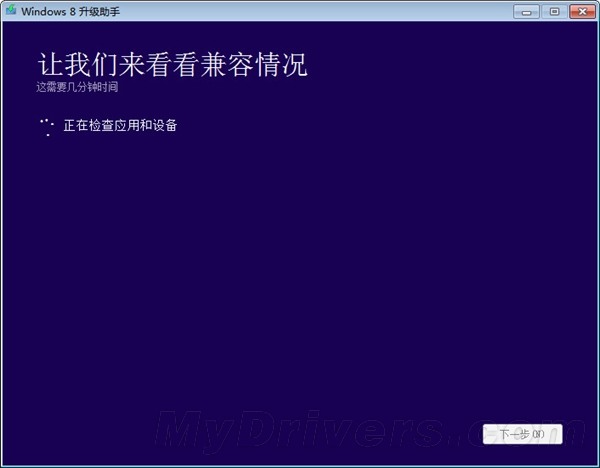 Windows 8 升级助手
让我们来看看兼容情况
这需要几分钟时间
正在检查应用和设备
下一步(N)
MyDrivers.com